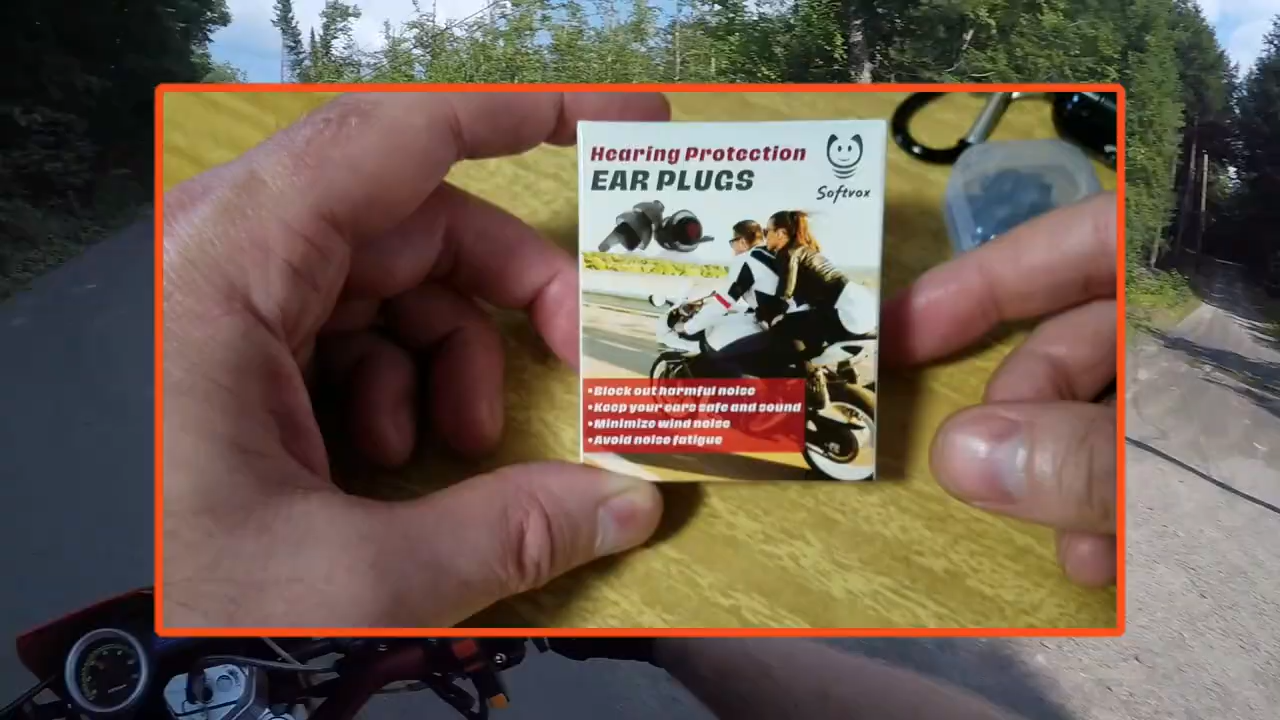 Hearing Protection
EAR PLUGS
Softvox
•Block out harmful noise
•Keep your ears safe and sound
•Minimize wind noise
•Avoid noise fatigue